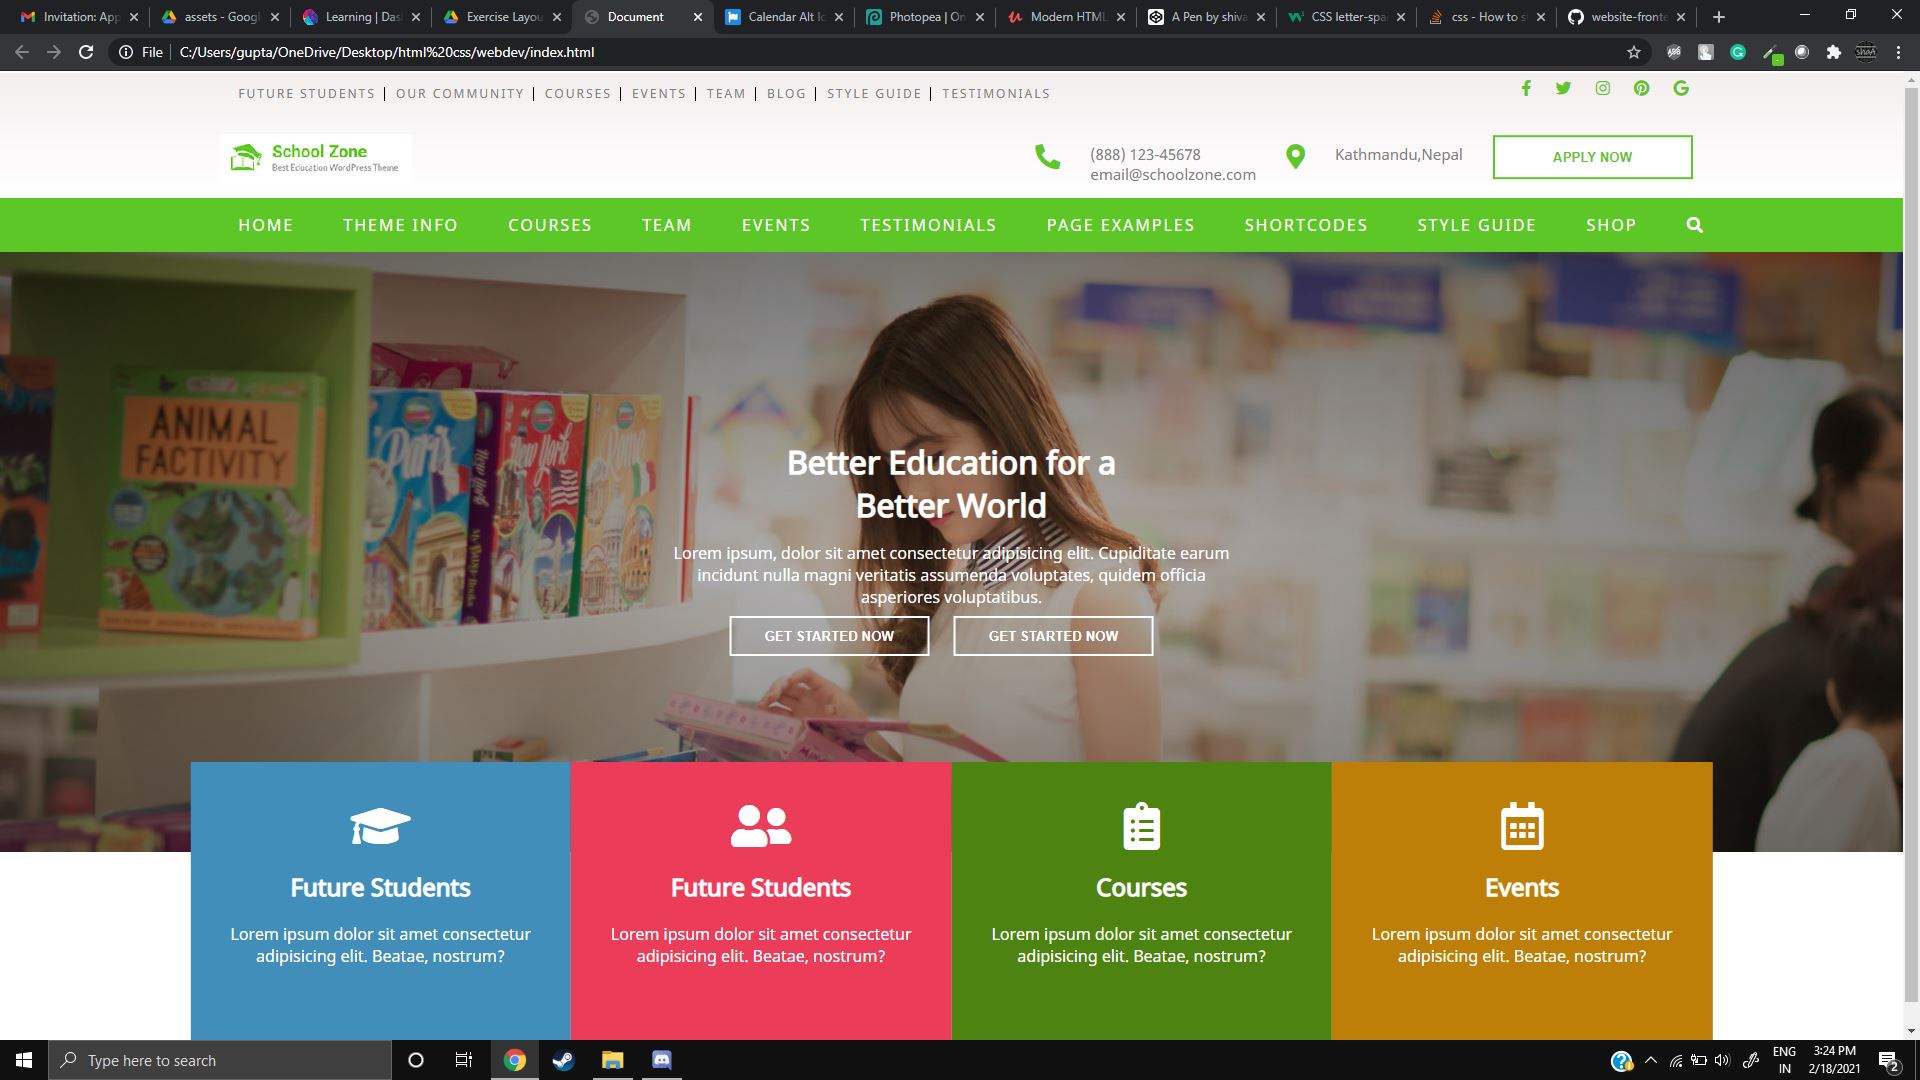 Invitation: App
assets - Googl
Learning | Das
Exercise Layou
Document
Calendar Alt Ic
Photopea | On
Modern HTML
A Pen by shiva
CSS letter-spa
css - How to s
website-fronte
File
C:/Users/gupta/OneDrive/Desktop/html%20css/webdev/index.html
FUTURE STUDENTS | OUR COMMUNITY | COURSES | EVENTS | TEAM | BLOG | STYLE GUIDE | TESTIMONIALS
School Zone
Best Education WordPress Theme
(888) 123-45678
email@schoolzone.com
Kathmandu,Nepal
APPLY NOW
HOME THEME INFO COURSES TEAM EVENTS TESTIMONIALS PAGE EXAMPLES SHORTCODES STYLE GUIDE SHOP
ANIMAL
FACTIVITY
Paris
New York
New York
Rome
Better Education for a
Better World
Lorem ipsum, dolor sit amet consectetur adipisicing elit. Cupiditate earum
incidunt nulla magni veritatis assumenda voluptates, quidem officia
asperiores voluptatibus.
GET STARTED NOW
GET STARTED NOW
Future Students
Lorem ipsum dolor sit amet consectetur
adipisicing elit. Beatae, nostrum?
Future Students
Lorem ipsum dolor sit amet consectetur
adipisicing elit. Beatae, nostrum?
Courses
Lorem ipsum dolor sit amet consectetur
adipisicing elit. Beatae, nostrum?
Events
Lorem ipsum dolor sit amet consectetur
adipisicing elit. Beatae, nostrum?
Type here to search
ENG
IN
3:24 PM
2/18/2021
2